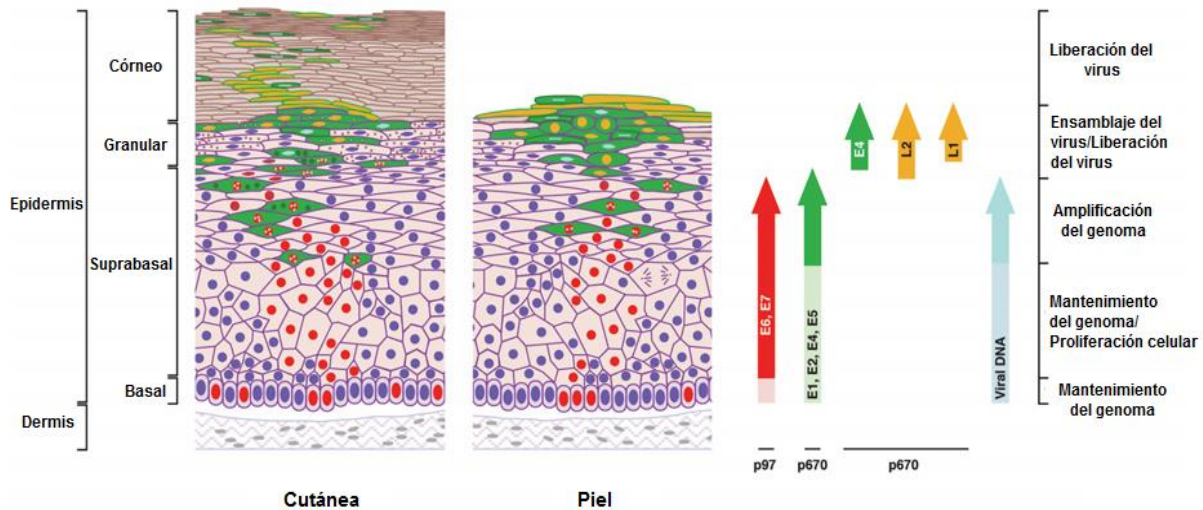 Epidermis
Dermis
Córneo
Granular
Suprabasal
Basal
Cutánea
Piel
E6, E7
E1, E2, E4, E5
E4
L2
L1
Viral DNA
p97
p670
p670
Liberación del
virus
Ensamblaje del
virus/Liberación
del virus
Amplificación
del genoma
Mantenimiento
del genoma/
Proliferación celular
Mantenimiento
del genoma